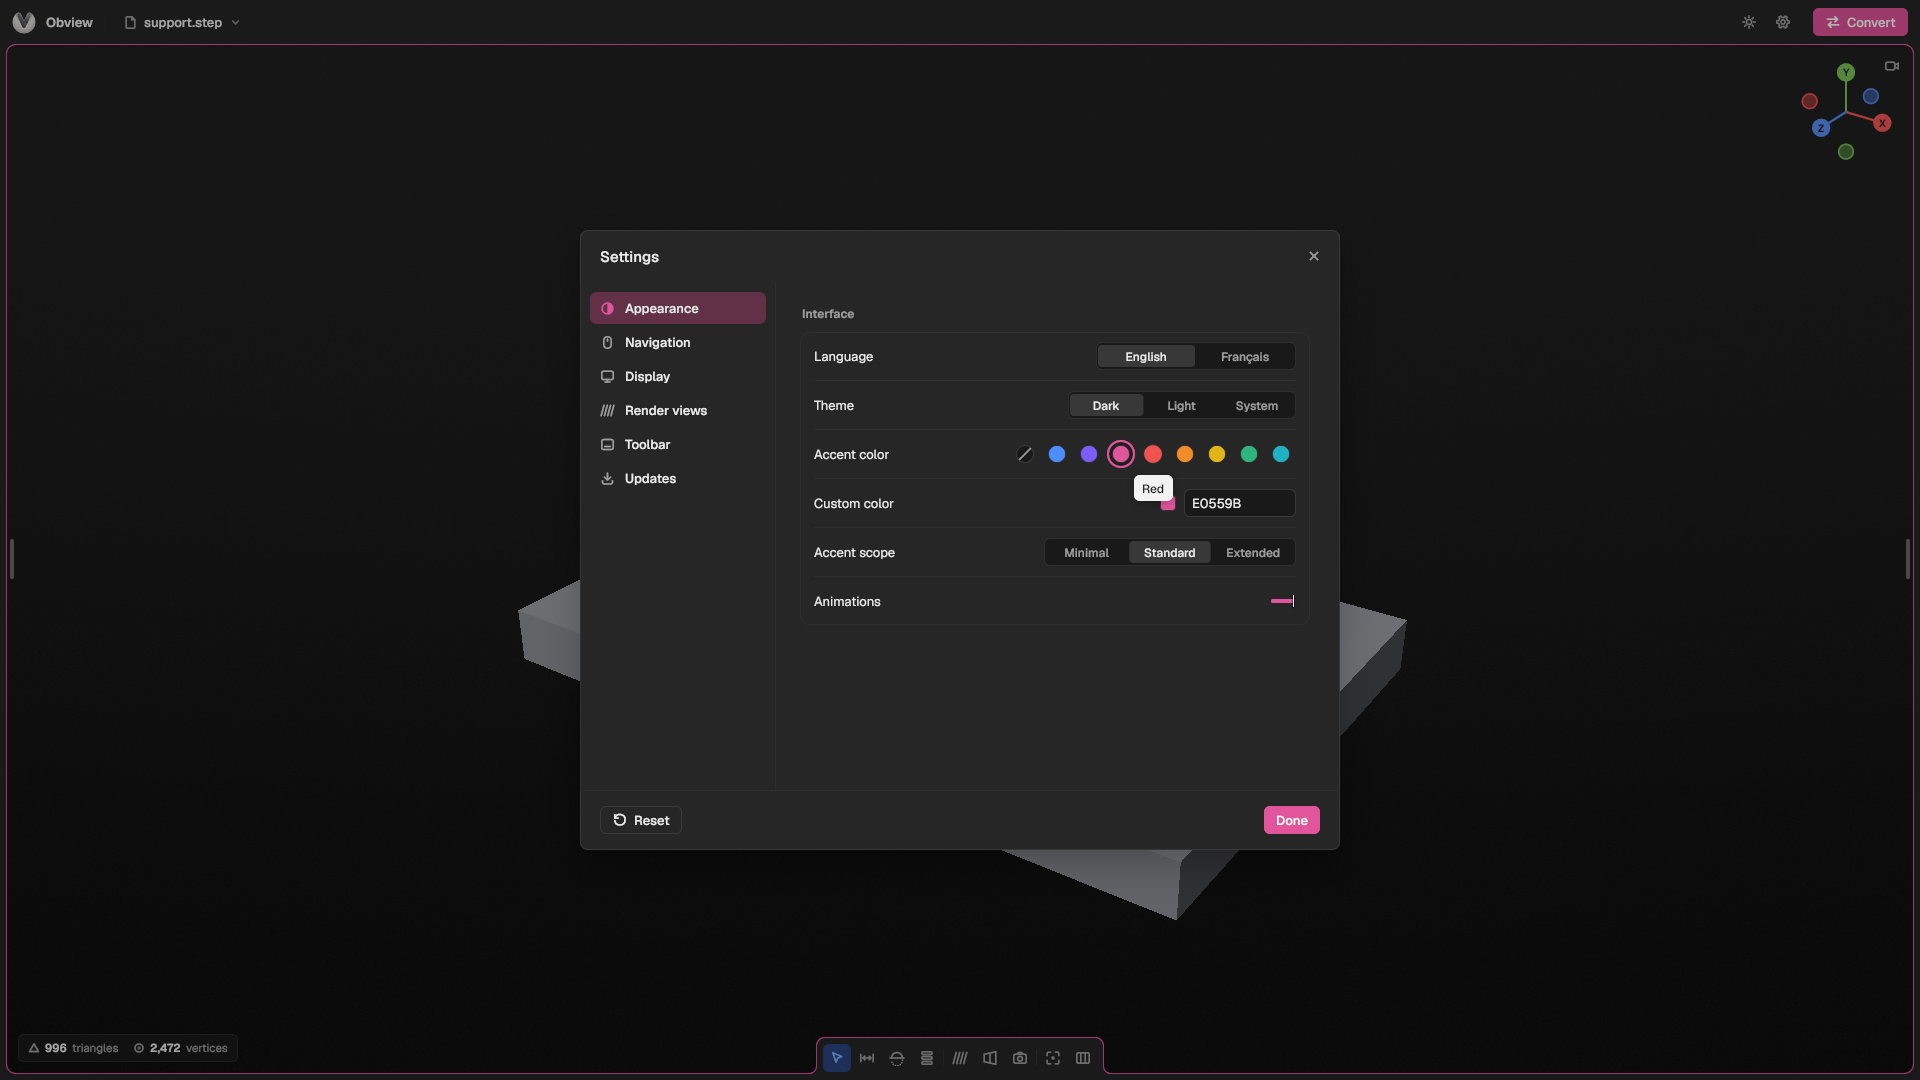 Obview
support.step
Convert
Y
X
Z
Settings
Appearance
Navigation
Display
Render views
Toolbar
Updates
Interface
Language
English
Français
Theme
Dark
Light
System
Accent color
Red
Custom color
E0559B
Accent scope
Minimal
Standard
Extended
Animations
Reset
Done
996 triangles
2,472 vertices